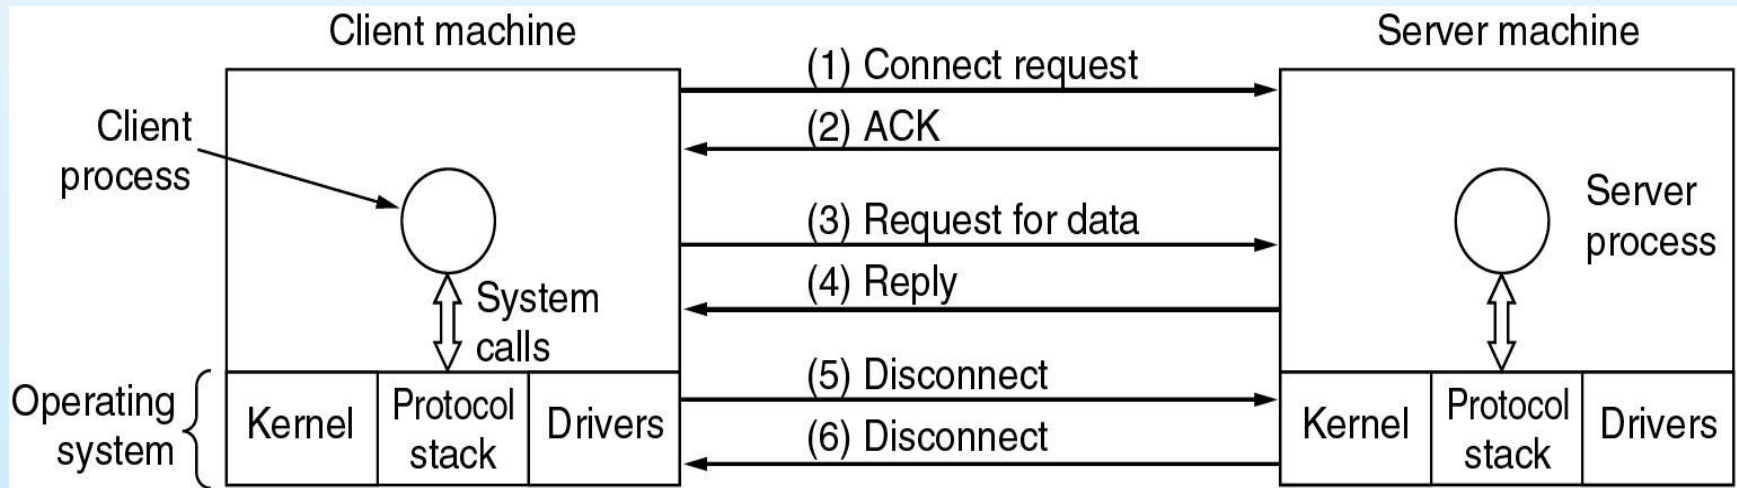 Client machine
Server machine
(1) Connect request
(2) ACK
Client
process
(3) Request for data
Server
process
(4) Reply
System
calls
(5) Disconnect
(6) Disconnect
Operating
system
Kernel
Protocol
stack
Drivers
Kernel
Protocol
stack
Drivers